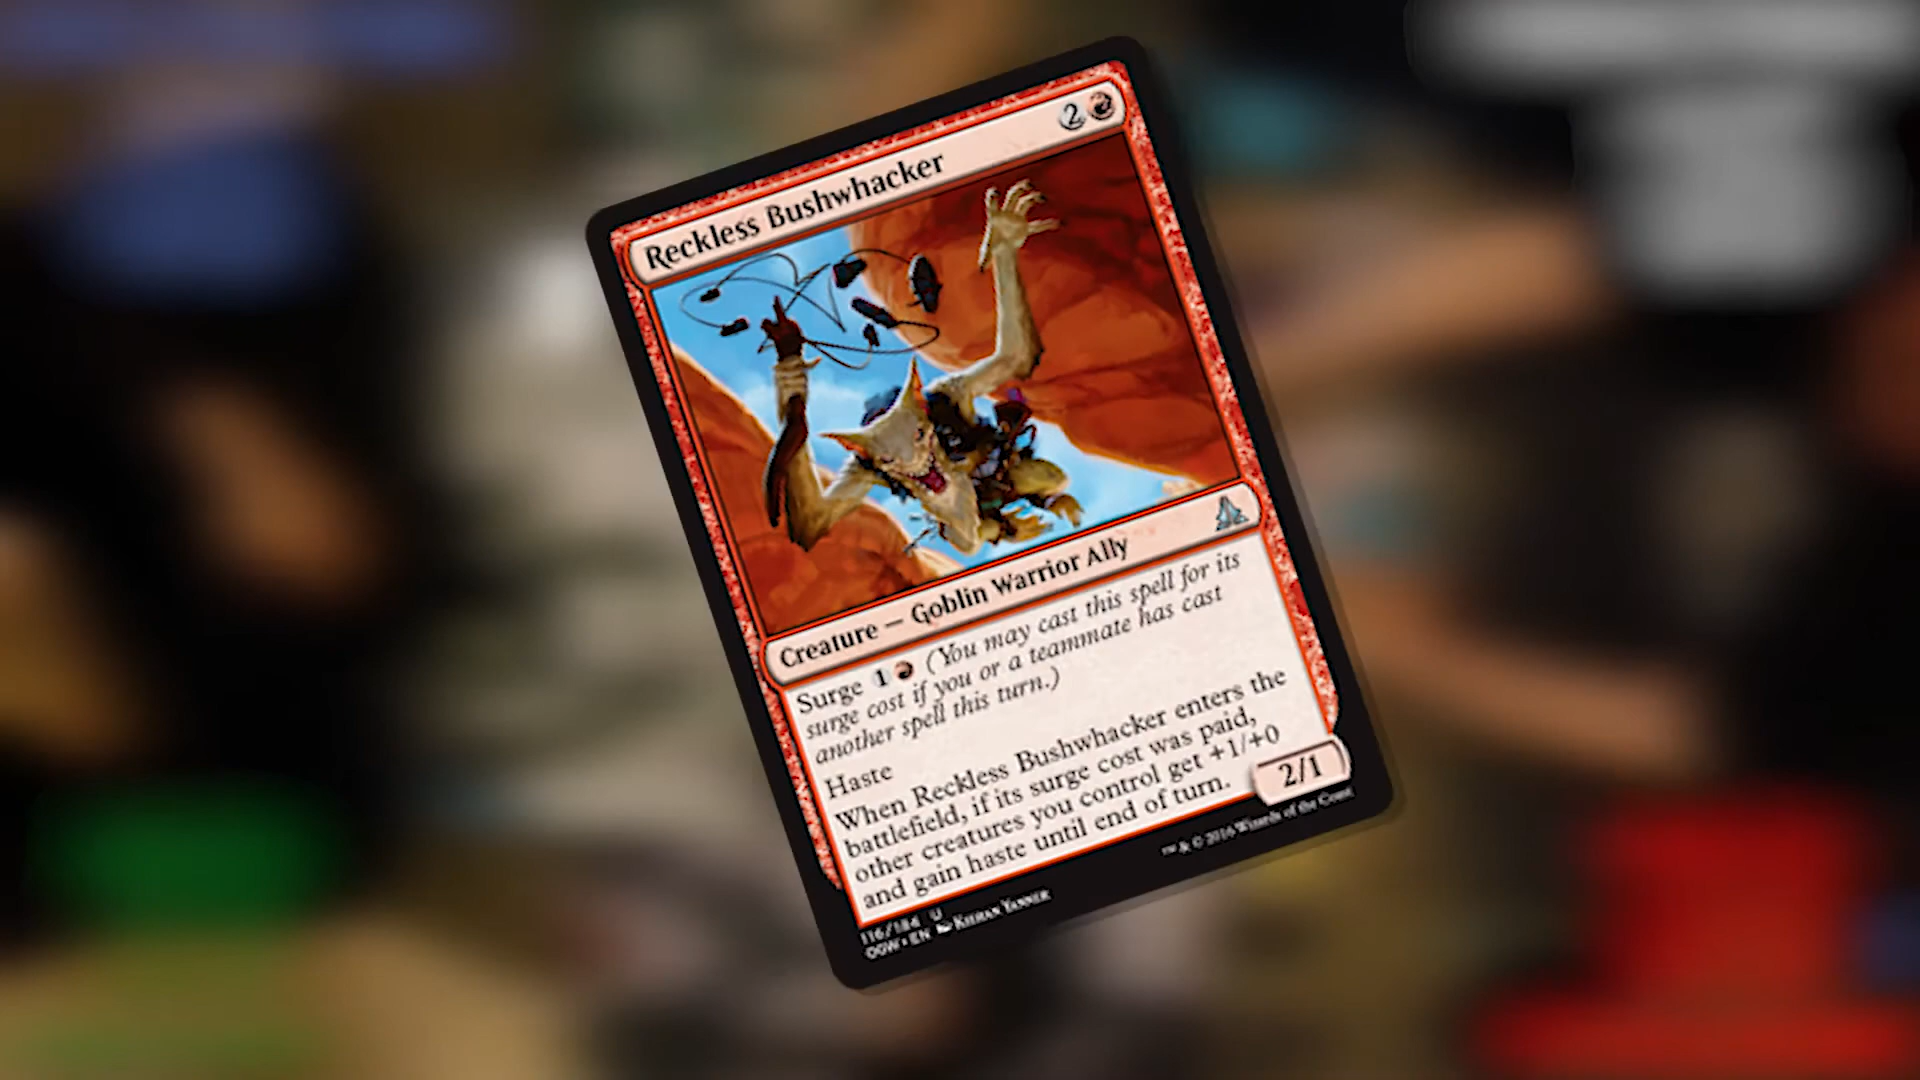 Reckless Bushwhacker 2
Creature — Goblin Warrior Ally
Surge 1 (You may cast this spell for its
surge cost if you or a teammate has cast
another spell this turn.)
Haste
When Reckless Bushwhacker enters the
battlefield, if its surge cost was paid,
other creatures you control get +1/+0
and gain haste until end of turn.
2/1
116/184 U
OGW • EN Kieran Yanner
™ & © 2016 Wizards of the Coast